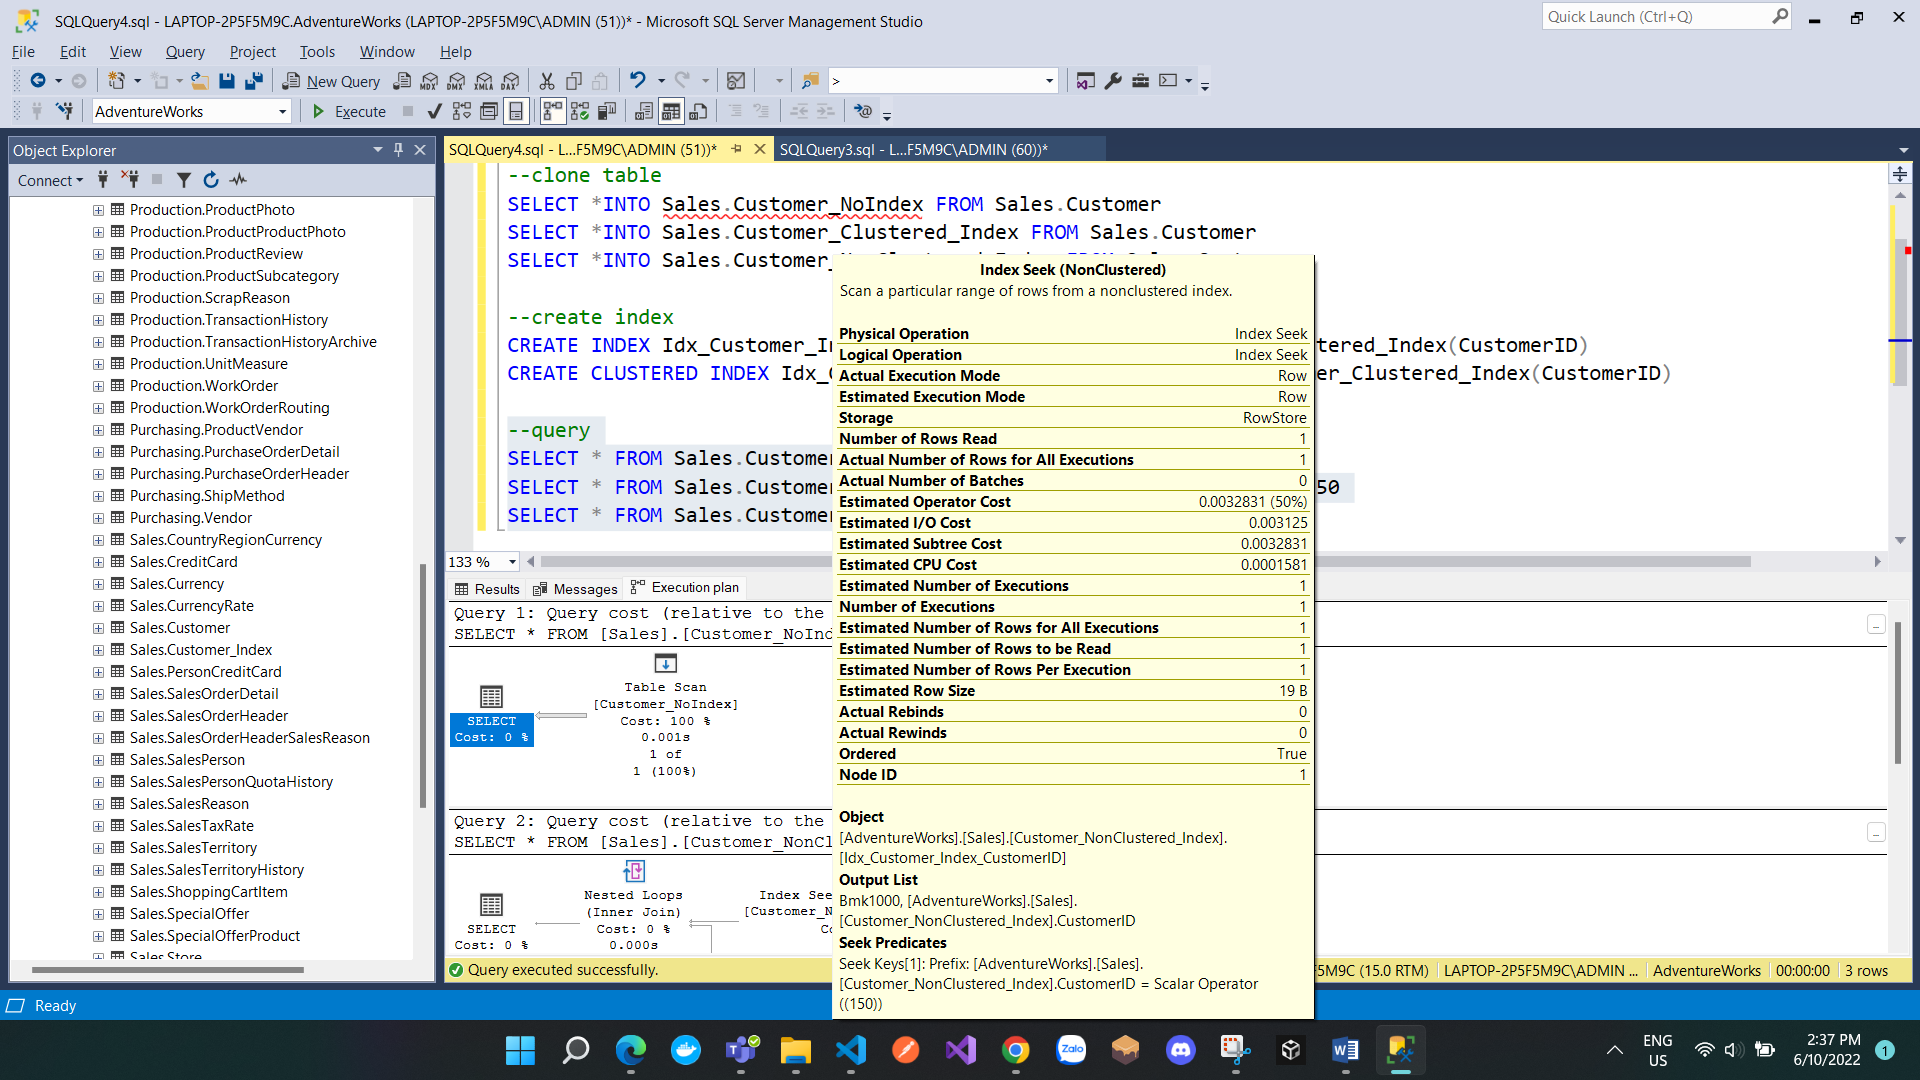 SQLQuery4.sql - LAPTOP-2P5F5M9C.AdventureWorks (LAPTOP-2P5F5M9C\ADMIN (51))* - Microsoft SQL Server Management Studio
Quick Launch (Ctrl+Q)
File Edit View Query Project Tools Window Help
New Query MDX DMX XMLA DAX >
AdventureWorks Execute
Object Explorer
Connect
Production.ProductPhoto
Production.ProductProductPhoto
Production.ProductReview
Production.ProductSubcategory
Production.ScrapReason
Production.TransactionHistory
Production.TransactionHistoryArchive
Production.UnitMeasure
Production.WorkOrder
Production.WorkOrderRouting
Purchasing.ProductVendor
Purchasing.PurchaseOrderDetail
Purchasing.PurchaseOrderHeader
Purchasing.ShipMethod
Purchasing.Vendor
Sales.CountryRegionCurrency
Sales.CreditCard
Sales.Currency
Sales.CurrencyRate
Sales.Customer
Sales.Customer_Index
Sales.PersonCreditCard
Sales.SalesOrderDetail
Sales.SalesOrderHeader
Sales.SalesOrderHeaderSalesReason
Sales.SalesPerson
Sales.SalesPersonQuotaHistory
Sales.SalesReason
Sales.SalesTaxRate
Sales.SalesTerritory
Sales.SalesTerritoryHistory
Sales.ShoppingCartItem
Sales.SpecialOffer
Sales.SpecialOfferProduct
Sales.Store
SQLQuery4.sql - L...F5M9C\ADMIN (51))* SQLQuery3.sql - L...F5M9C\ADMIN (60))*
--clone table
SELECT *INTO Sales.Customer_NoIndex FROM Sales.Customer
SELECT *INTO Sales.Customer_Clustered_Index FROM Sales.Customer
SELECT *INTO Sales.Customer_
--create index
CREATE INDEX Idx_Customer_In tered_Index(CustomerID)
CREATE CLUSTERED INDEX Idx_C er_Clustered_Index(CustomerID)
--query
SELECT * FROM Sales.Customer
SELECT * FROM Sales.Customer 50
SELECT * FROM Sales.Customer
133 %
Results Messages Execution plan
Query 1: Query cost (relative to the
SELECT * FROM [Sales].[Customer_NoInd
Table Scan
[Customer_NoIndex]
Cost: 100 %
0.001s
1 of
1 (100%)
SELECT
Cost: 0 %
Query 2: Query cost (relative to the
SELECT * FROM [Sales].[Customer_NonCl
Nested Loops
(Inner Join)
Cost: 0 %
0.000s
Index See
[Customer_N
Co
SELECT
Cost: 0 %
Index Seek (NonClustered)
Scan a particular range of rows from a nonclustered index.
Physical Operation Index Seek
Logical Operation Index Seek
Actual Execution Mode Row
Estimated Execution Mode Row
Storage RowStore
Number of Rows Read 1
Actual Number of Rows for All Executions 1
Actual Number of Batches 0
Estimated Operator Cost 0.0032831 (50%)
Estimated I/O Cost 0.003125
Estimated Subtree Cost 0.0032831
Estimated CPU Cost 0.0001581
Estimated Number of Executions 1
Number of Executions 1
Estimated Number of Rows for All Executions 1
Estimated Number of Rows to be Read 1
Estimated Number of Rows Per Execution 1
Estimated Row Size 19 B
Actual Rebinds 0
Actual Rewinds 0
Ordered True
Node ID 1
Object
[AdventureWorks].[Sales].[Customer_NonClustered_Index].
[Idx_Customer_Index_CustomerID]
Output List
Bmk1000, [AdventureWorks].[Sales].
[Customer_NonClustered_Index].CustomerID
Seek Predicates
Seek Keys[1]: Prefix: [AdventureWorks].[Sales].
[Customer_NonClustered_Index].CustomerID = Scalar Operator
((150))
Query executed successfully. F5M9C (15.0 RTM) LAPTOP-2P5F5M9C\ADMIN ... AdventureWorks 00:00:00 3 rows
Ready
Zalo
ENG
US
2:37 PM
6/10/2022
1